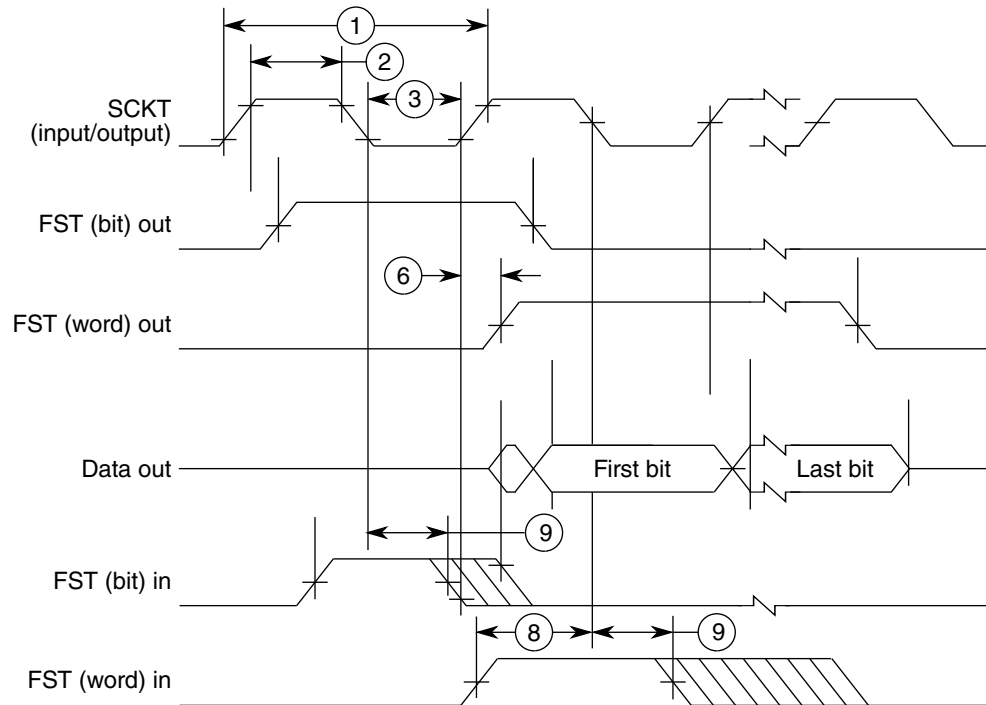 1
2
3
SCKT
(input/output)
FST (bit) out
6
FST (word) out
Data out
First bit
Last bit
9
FST (bit) in
8
9
FST (word) in